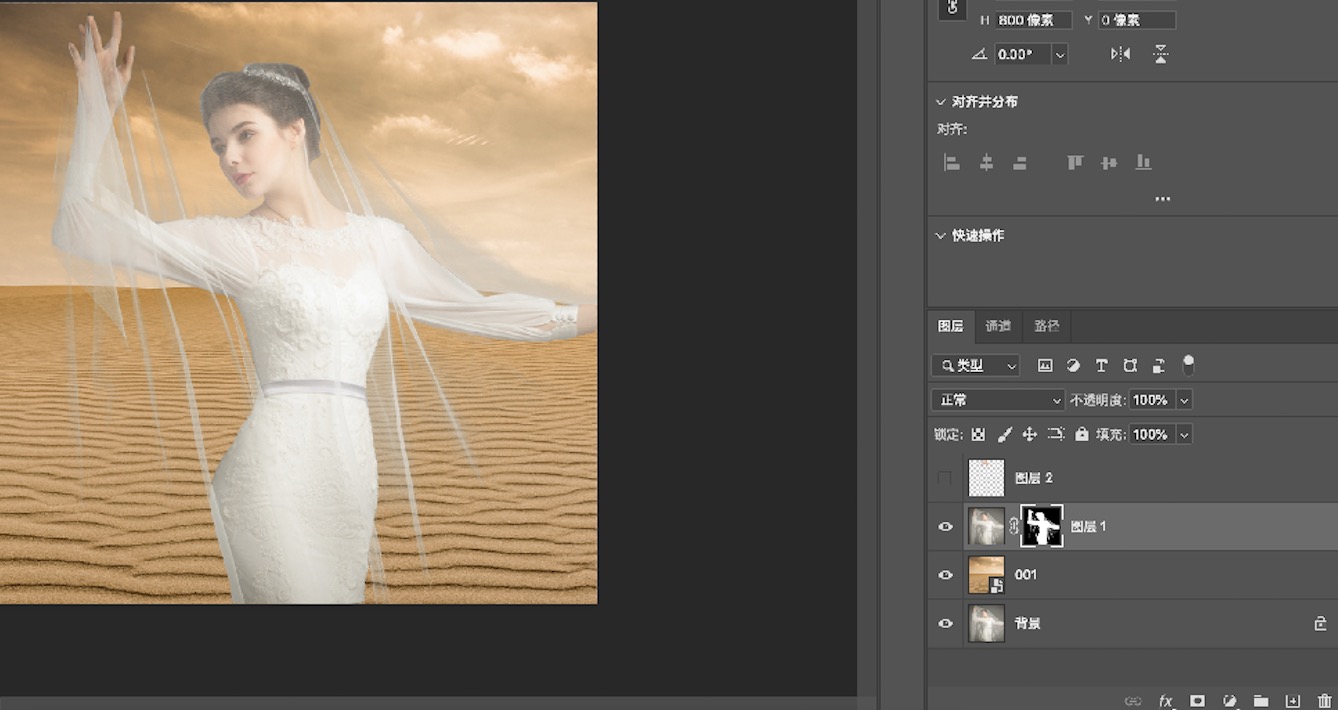 H 800 像素 Y 0 像素
0.00°
对齐并分布
对齐:
快速操作
图层 通道 路径
类型
正常 不透明度: 100%
锁定: 填充: 100%
图层 2
图层 1
001
背景
fx